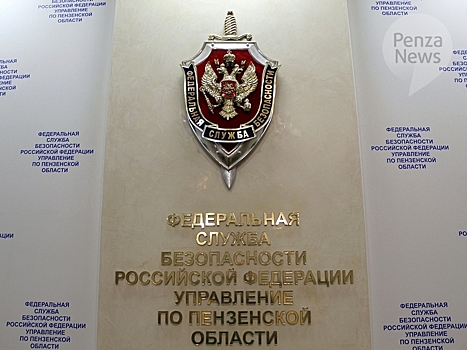 УПРАВЛЕНИЕ
ПО ПЕНЗЕНСКОЙ
ОБЛАСТИ
ПО ПЕНЗЕНСКОЙ
ОБЛАСТИ
Penza
News
ФЕДЕРАЛЬНАЯ
СЛУЖБА
БЕЗОПАСНОСТИ
ФЕДЕРАЛЬНАЯ
СЛУЖБА
БЕЗОПАСНОСТИ
РОССИЙСКОЙ ФЕДЕРАЦИИ
УПРАВЛЕНИЕ
ПО ПЕНЗЕНСКОЙ
ОБЛАСТИ
ФЕДЕРАЛЬНАЯ
СЛУЖБА
БЕЗОПАСНОСТИ
РОССИЙСКОЙ ФЕДЕРАЦИИ
УПРАВЛЕНИЕ
ПО ПЕНЗЕНСКОЙ
ОБЛАСТИ
ФЕДЕРАЛЬНАЯ
СЛУЖБА
БЕЗОПАСНОСТИ
РОССИЙСКОЙ ФЕДЕРАЦИИ
УПРАВЛЕНИЕ
ПО ПЕНЗЕНСКОЙ
ОБЛАСТИ
ФЕДЕРАЛЬНАЯ
СЛУЖБА
БЕЗОПАСНОСТИ
РОССИЙСКОЙ ФЕДЕРАЦИИ
УПРАВЛЕНИЕ
ФЕДЕРАЛЬНАЯ
СЛУЖБА
БЕЗОПАСНОСТИ
РОССИЙСКОЙ ФЕДЕРАЦИИ
УПРАВЛЕНИЕ